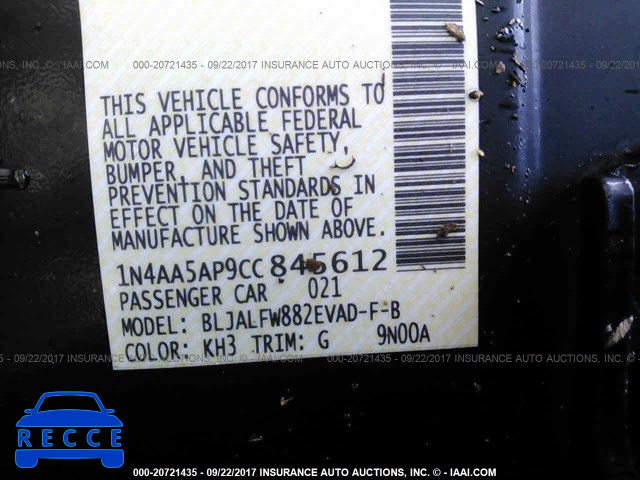 000-20721435 - 09/22/2017 INSURANCE AUTO AUCTIONS, INC. © - IAAI.COM
THIS VEHICLE CONFORMS TO
ALL APPLICABLE FEDERAL
MOTOR VEHICLE SAFETY,
BUMPER, AND THEFT
PREVENTION STANDARDS IN
EFFECT ON THE DATE OF
MANUFACTURE SHOWN ABOVE.
1N4AA5AP9CC 845612
PASSENGER CAR 021
MODEL: BLJALFW882EVAD-F-B
COLOR: KH3 TRIM: G 9N00A
RECCE
000-20721435 - 09/22/2017 INSURANCE AUTO AUCTIONS, INC. © - IAAI.COM